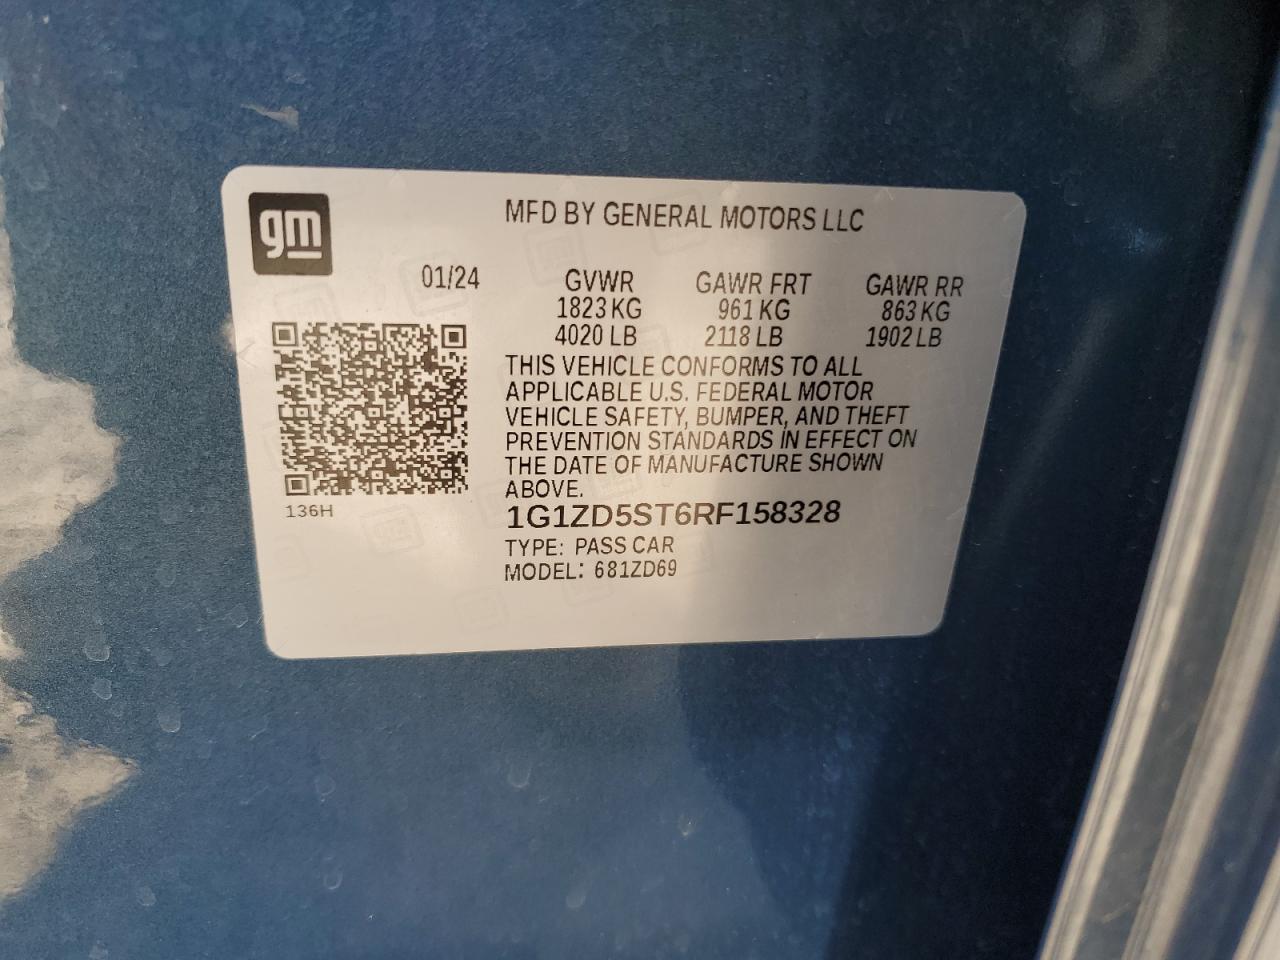 gm
MFD BY GENERAL MOTORS LLC
01/24 GVWR GAWR FRT GAWR RR
1823 KG 961 KG 863 KG
4020 LB 2118 LB 1902 LB
THIS VEHICLE CONFORMS TO ALL
APPLICABLE U.S. FEDERAL MOTOR
VEHICLE SAFETY, BUMPER, AND THEFT
PREVENTION STANDARDS IN EFFECT ON
THE DATE OF MANUFACTURE SHOWN
ABOVE.
136H
1G1ZD5ST6RF158328
TYPE: PASS CAR
MODEL: 681ZD69